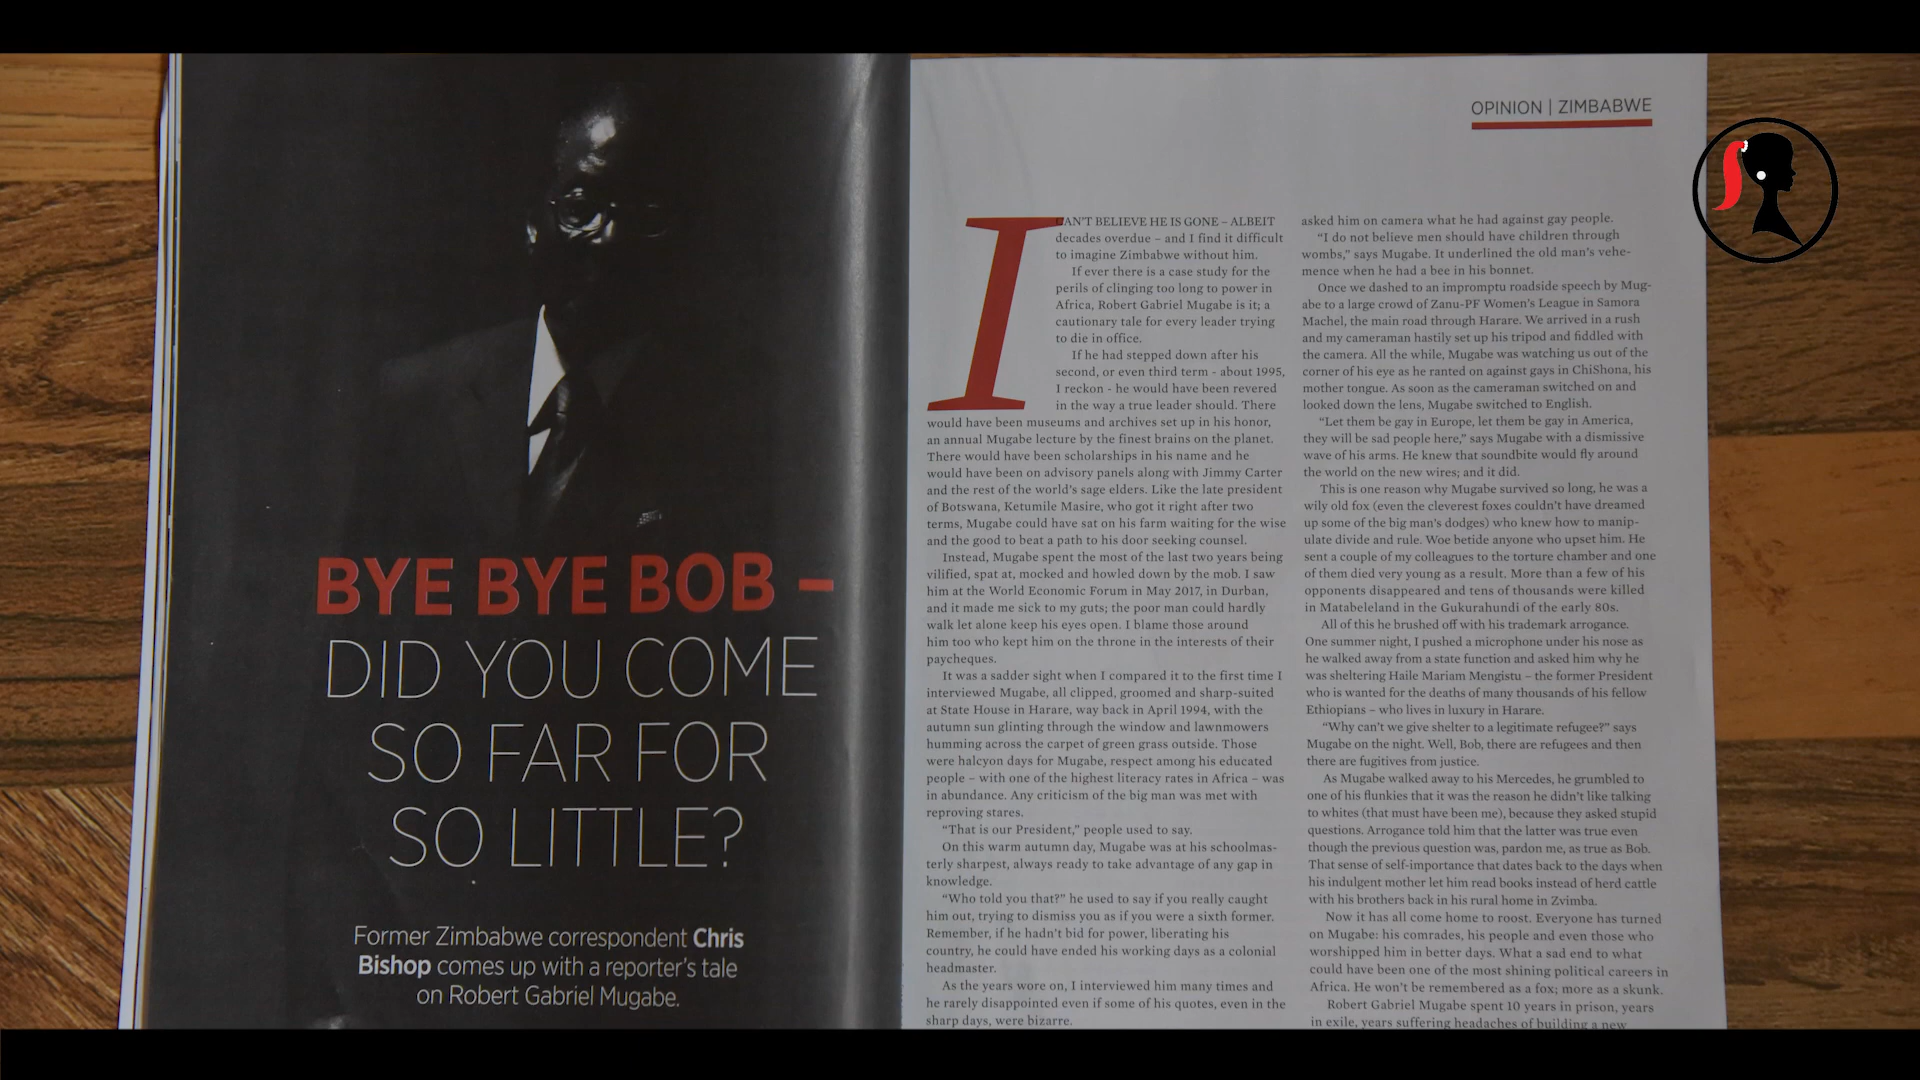 BYE BYE BOB –
DID YOU COME
SO FAR FOR
SO LITTLE?
Former Zimbabwe correspondent Chris
Bishop comes up with a reporter's tale
on Robert Gabriel Mugabe.
OPINION | ZIMBABWE
I CAN'T BELIEVE HE IS GONE – ALBEIT
decades overdue – and I find it difficult
to imagine Zimbabwe without him.
If ever there is a case study for the
perils of clinging too long to power in
Africa, Robert Gabriel Mugabe is it; a
cautionary tale for every leader trying
to die in office.
If he had stepped down after his
second, or even third term - about 1995,
I reckon - he would have been revered
in the way a true leader should. There
would have been museums and archives set up in his honor,
an annual Mugabe lecture by the finest brains on the planet.
There would have been scholarships in his name and he
would have been on advisory panels along with Jimmy Carter
and the rest of the world's sage elders. Like the late president
of Botswana, Ketumile Masire, who got it right after two
terms, Mugabe could have sat on his farm waiting for the wise
and the good to beat a path to his door seeking counsel.
Instead, Mugabe spent the most of the last two years being
vilified, spat at, mocked and howled down by the mob. I saw
him at the World Economic Forum in May 2017, in Durban,
and it made me sick to my guts; the poor man could hardly
walk let alone keep his eyes open. I blame those around
him too who kept him on the throne in the interests of their
paycheques.
It was a sadder sight when I compared it to the first time I
interviewed Mugabe, all clipped, groomed and sharp-suited
at State House in Harare, way back in April 1994, with the
autumn sun glinting through the window and lawnmowers
humming across the carpet of green grass outside. Those
were halcyon days for Mugabe, respect among his educated
people – with one of the highest literacy rates in Africa – was
in abundance. Any criticism of the big man was met with
reproving stares.
"That is our President," people used to say.
On this warm autumn day, Mugabe was at his schoolmas-
terly sharpest, always ready to take advantage of any gap in
knowledge.
"Who told you that?" he used to say if you really caught
him out, trying to dismiss you as if you were a sixth former.
Remember, if he hadn't bid for power, liberating his
country, he could have ended his working days as a colonial
headmaster.
As the years wore on, I interviewed him many times and
he rarely disappointed even if some of his quotes, even in the
sharp days, were bizarre.
asked him on camera what he had against gay people.
"I do not believe men should have children through
wombs," says Mugabe. It underlined the old man's vehe-
mence when he had a bee in his bonnet.
Once we dashed to an impromptu roadside speech by Mug-
abe to a large crowd of Zanu-PF Women's League in Samora
Machel, the main road through Harare. We arrived in a rush
and my cameraman hastily set up his tripod and fiddled with
the camera. All the while, Mugabe was watching us out of the
corner of his eye as he ranted on against gays in ChiShona, his
mother tongue. As soon as the cameraman switched on and
looked down the lens, Mugabe switched to English.
"Let them be gay in Europe, let them be gay in America,
they will be sad people here," says Mugabe with a dismissive
wave of his arms. He knew that soundbite would fly around
the world on the new wires; and it did.
This is one reason why Mugabe survived so long, he was a
wily old fox (even the cleverest foxes couldn't have dreamed
up some of the big man's dodges) who knew how to manip-
ulate divide and rule. Woe betide anyone who upset him. He
sent a couple of my colleagues to the torture chamber and one
of them died very young as a result. More than a few of his
opponents disappeared and tens of thousands were killed
in Matabeleland in the Gukurahundi of the early 80s.
All of this he brushed off with his trademark arrogance.
One summer night, I pushed a microphone under his nose as
he walked away from a state function and asked him why he
was sheltering Haile Mariam Mengistu – the former President
who is wanted for the deaths of many thousands of his fellow
Ethiopians – who lives in luxury in Harare.
"Why can't we give shelter to a legitimate refugee?" says
Mugabe on the night. Well, Bob, there are refugees and then
there are fugitives from justice.
As Mugabe walked away to his Mercedes, he grumbled to
one of his flunkies that it was the reason he didn't like talking
to whites (that must have been me), because they asked stupid
questions. Arrogance told him that the latter was true even
though the previous question was, pardon me, as true as Bob.
That sense of self-importance that dates back to the days when
his indulgent mother let him read books instead of herd cattle
with his brothers back in his rural home in Zvimba.
Now it has all come home to roost. Everyone has turned
on Mugabe: his comrades, his people and even those who
worshipped him in better days. What a sad end to what
could have been one of the most shining political careers in
Africa. He won't be remembered as a fox; more as a skunk.
Robert Gabriel Mugabe spent 10 years in prison, years
in exile, years suffering headaches of building a new